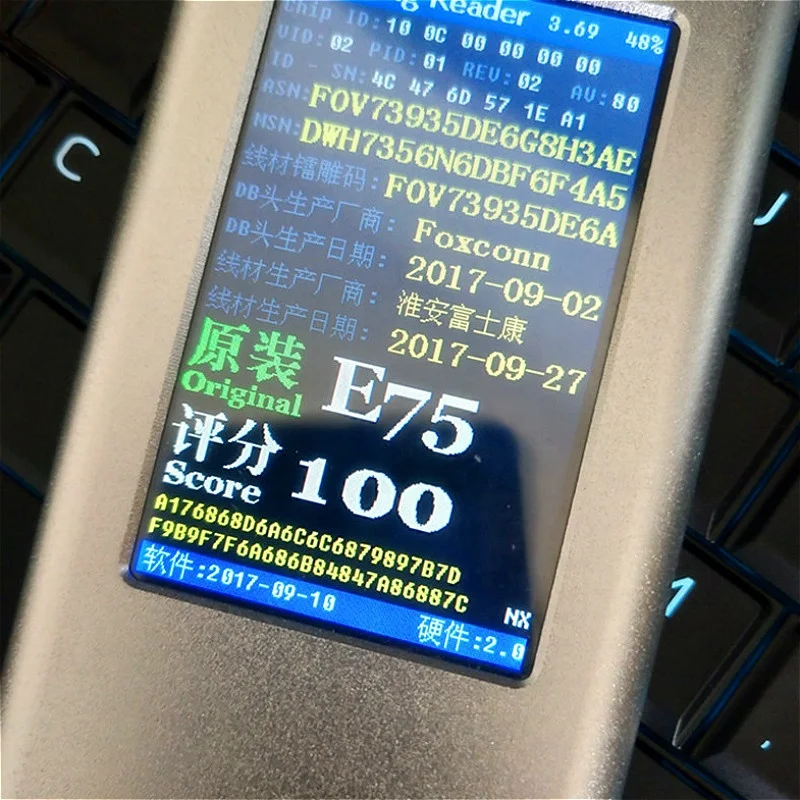 g Reader 3.69 48%
Chip ID: 10 0C 00 00 00 00
VID: 02 PID: 01 REV: 02 AV: 80
ID - SN: 4C 47 6D 57 1E A1
ASN: F0V73935DE6G8H3AE
MSN: DWH7356N6DBF6F4A5
线材镭雕码: F0V73935DE6A
DB头生产厂商: Foxconn
DB头生产日期: 2017-09-02
线材生产厂商: 淮安富士康
线材生产日期: 2017-09-27
原装 E75
Original
评分 100
Score
A176868D6A6C6C6879897B7D
F9B9F7F6A686B84847A86887C
NX
软件:2017-09-10 硬件:2.0
C
J
1
,